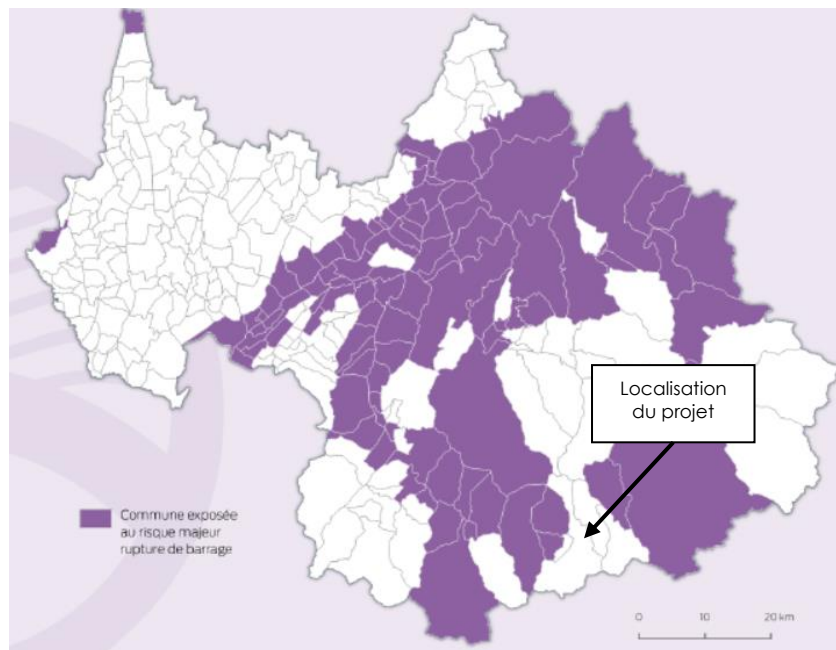 Localisation
du projet
Commune exposée
au risque majeur
rupture de barrage
0 10 20 km